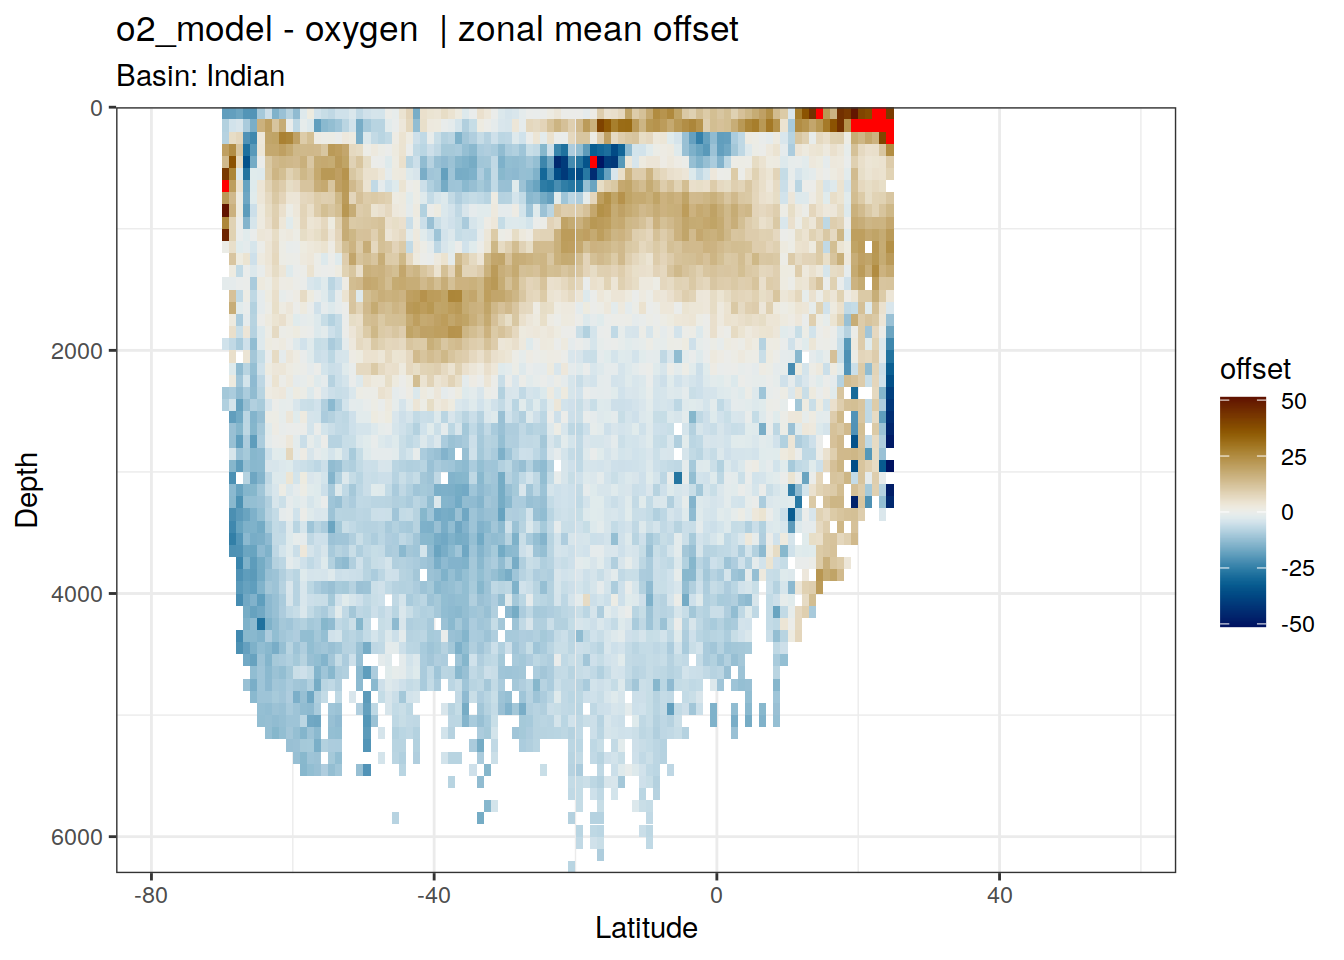 o2_model - oxygen  | zonal mean offset
Basin: Indian
0
2000
4000
6000
Depth
-80
-40
0
40
Latitude
offset
50
25
0
-25
-50